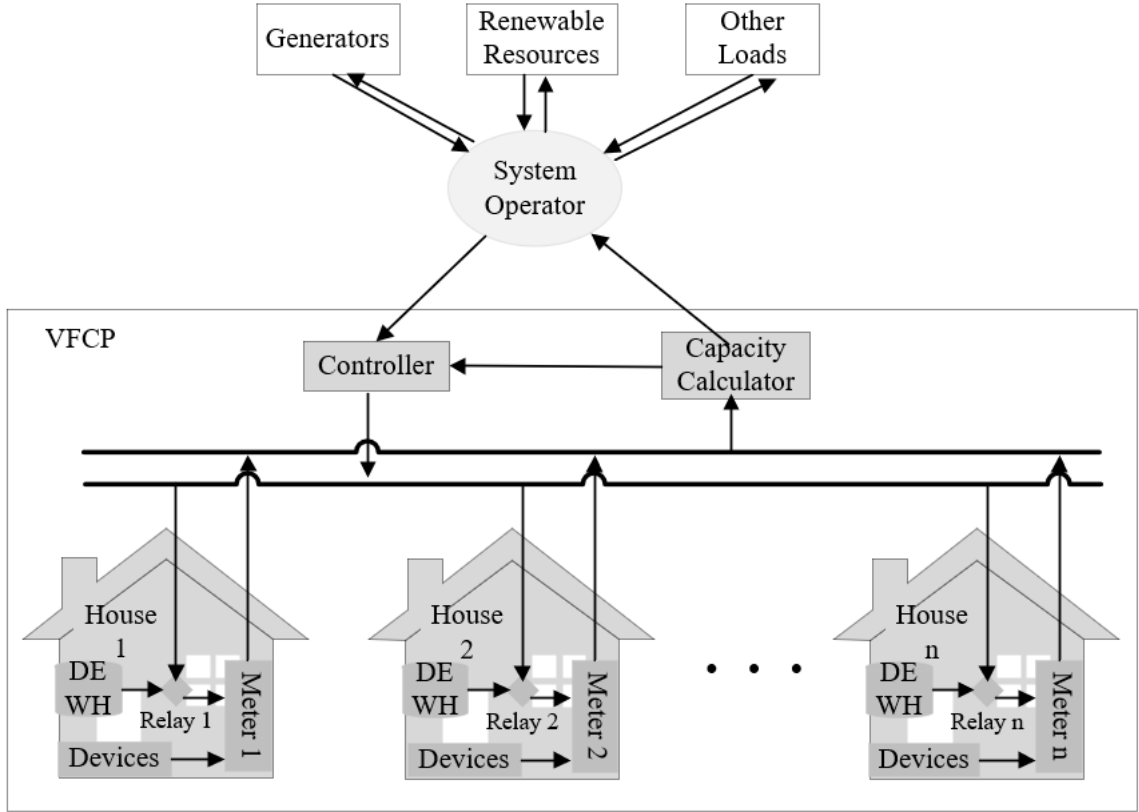 Generators
Renewable
Resources
Other
Loads
System
Operator
VFCP
Controller
Capacity
Calculator
House
1
DE
WH
Relay 1
Meter 1
Devices
House
2
DE
WH
Relay 2
Meter 2
Devices
House
n
DE
WH
Relay n
Meter n
Devices